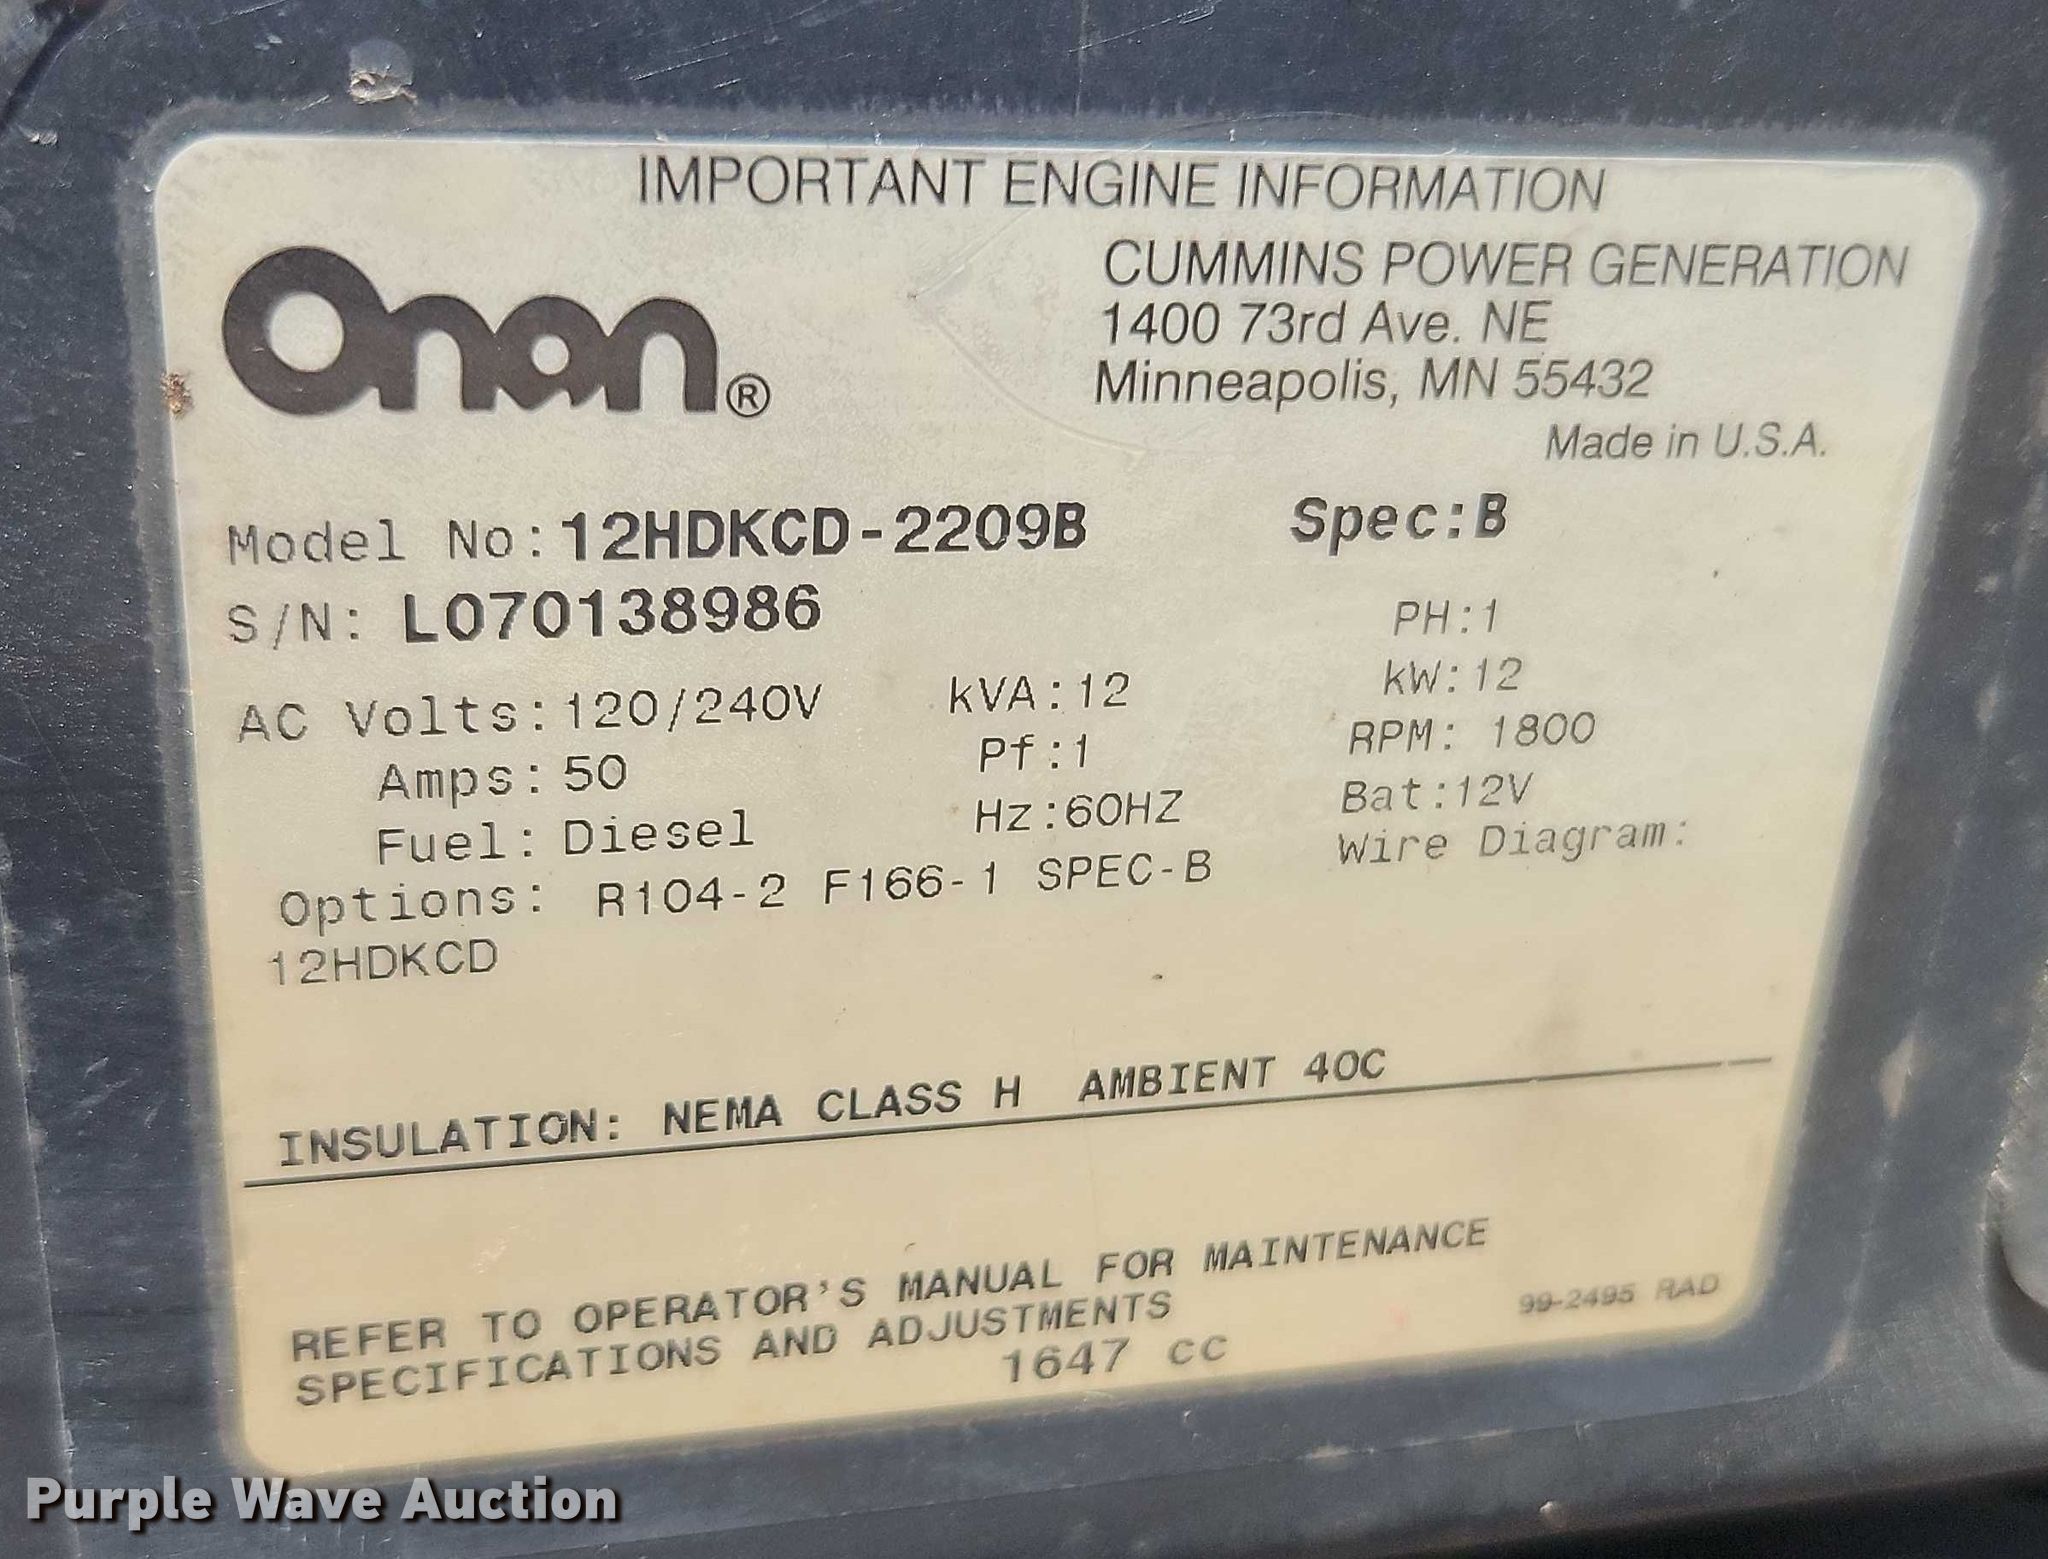 IMPORTANT ENGINE INFORMATION
Onan®
CUMMINS POWER GENERATION
1400 73rd Ave. NE
Minneapolis, MN 55432
Made in U.S.A.
Model No: 12HDKCD-2209B Spec:B
S/N: L070138986 PH:1
AC Volts: 120/240V kVA:12 kW:12
Amps: 50 Pf:1 RPM: 1800
Fuel: Diesel Hz:60HZ Bat:12V
Options: R104-2 F166-1 SPEC-B Wire Diagram:
12HDKCD
INSULATION: NEMA CLASS H AMBIENT 40C
REFER TO OPERATOR'S MANUAL FOR MAINTENANCE
SPECIFICATIONS AND ADJUSTMENTS
1647 CC
99-2495 RAD
Purple Wave Auction